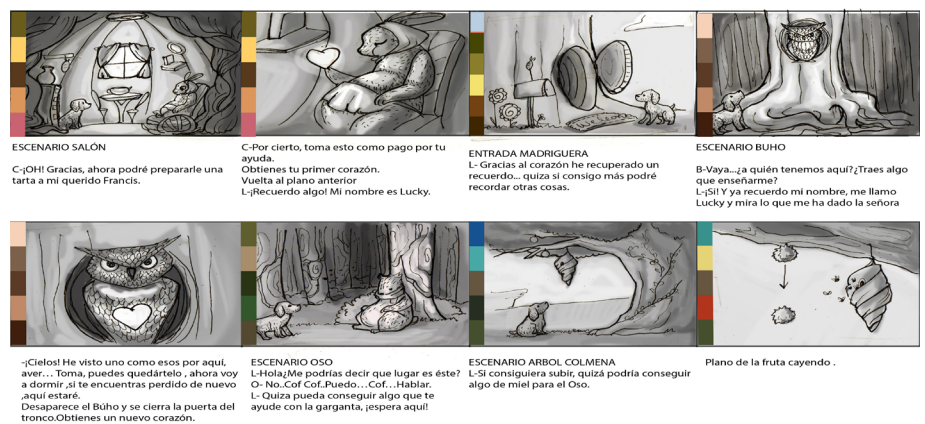 ESCENARIO SALÓN
C-¡OH! Gracias, ahora podré prepararle una
tarta a mi querido Francis.
C-Por cierto, toma esto como pago por tu
ayuda.
Obtienes tu primer corazón.
Vuelta al plano anterior
L-¡Recuerdo algo! Mi nombre es Lucky.
ENTRADA MADRIGUERA
L- Gracias al corazón he recuperado un
recuerdo... quiza si consigo más podré
recordar otras cosas.
ESCENARIO BUHO
B-Vaya...¿a quién tenemos aquí?¿Traes algo
que enseñarme?
L-¡Si! Y ya recuerdo mi nombre, me llamo
Lucky y mira lo que me ha dado la señora
-¡Cielos! He visto uno como esos por aquí,
aver... Toma, puedes quedártelo , ahora voy
a dormir ,si te encuentras perdido de nuevo
,aquí estaré.
Desaparece el Búho y se cierra la puerta del
tronco.Obtienes un nuevo corazón.
ESCENARIO OSO
L-Hola¿Me podrías decir que lugar es éste?
O- No..Cof Cof..Puedo...Cof...Hablar.
L- Quiza pueda conseguir algo que te
ayude con la garganta, ¡espera aquí!
ESCENARIO ARBOL COLMENA
L-Si consiguiera subir, quizá podría conseguir
algo de miel para el Oso.
Plano de la fruta cayendo .